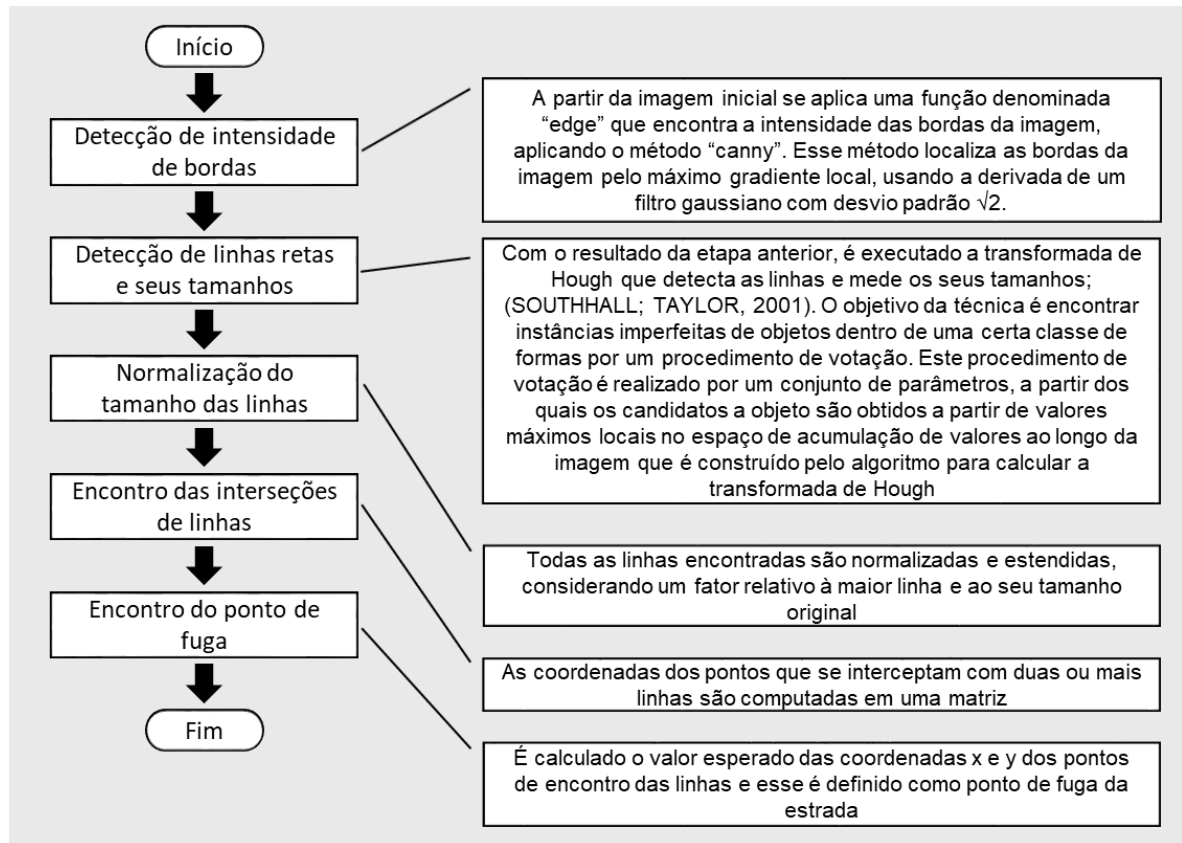 Início
Detecção de intensidade
de bordas
A partir da imagem inicial se aplica uma função denominada
“edge” que encontra a intensidade das bordas da imagem,
aplicando o método “canny”. Esse método localiza as bordas da
imagem pelo máximo gradiente local, usando a derivada de um
filtro gaussiano com desvio padrão √2.
Detecção de linhas retas
e seus tamanhos
Com o resultado da etapa anterior, é executado a transformada de
Hough que detecta as linhas e mede os seus tamanhos;
(SOUTHHALL; TAYLOR, 2001). O objetivo da técnica é encontrar
instâncias imperfeitas de objetos dentro de uma certa classe de
formas por um procedimento de votação. Este procedimento de
votação é realizado por um conjunto de parâmetros, a partir dos
quais os candidatos a objeto são obtidos a partir de valores
máximos locais no espaço de acumulação de valores ao longo da
imagem que é construído pelo algoritmo para calcular a
transformada de Hough
Normalização do
tamanho das linhas
Todas as linhas encontradas são normalizadas e estendidas,
considerando um fator relativo à maior linha e ao seu tamanho
original
Encontro das interseções
de linhas
As coordenadas dos pontos que se interceptam com duas ou mais
linhas são computadas em uma matriz
Encontro do ponto de
fuga
É calculado o valor esperado das coordenadas x e y dos pontos
de encontro das linhas e esse é definido como ponto de fuga da
estrada
Fim